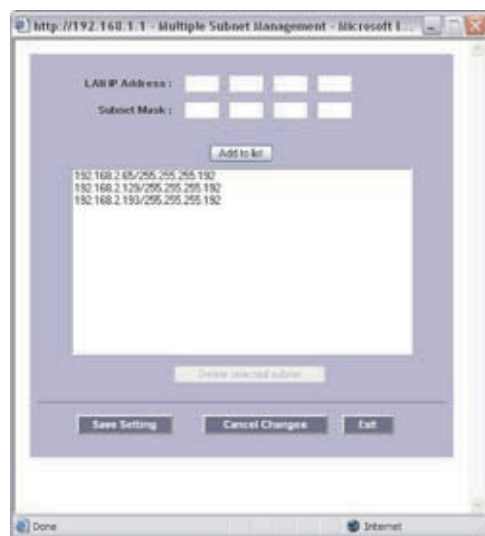 http://192.168.1.1 - Multiple Subnet Management - Microsoft I...
LAN IP Address :
Subnet Mask :
Add to list
192.168.2.65/255.255.255.192
192.168.2.129/255.255.255.192
192.168.2.193/255.255.255.192
Delete selected subnet
Save Setting Cancel Changes Exit
Done Internet